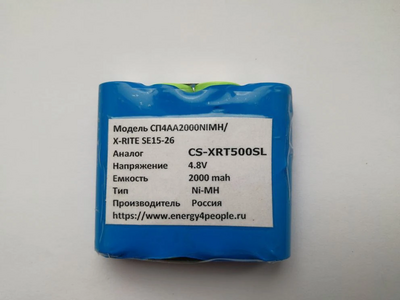 Модель СП4АА2000NIMH/
X-RITE SE15-26
Аналог CS-XRT500SL
Напряжение 4.8V
Емкость 2000 mah
Тип Ni-MH
Производство Россия
https://www.energy4people.ru